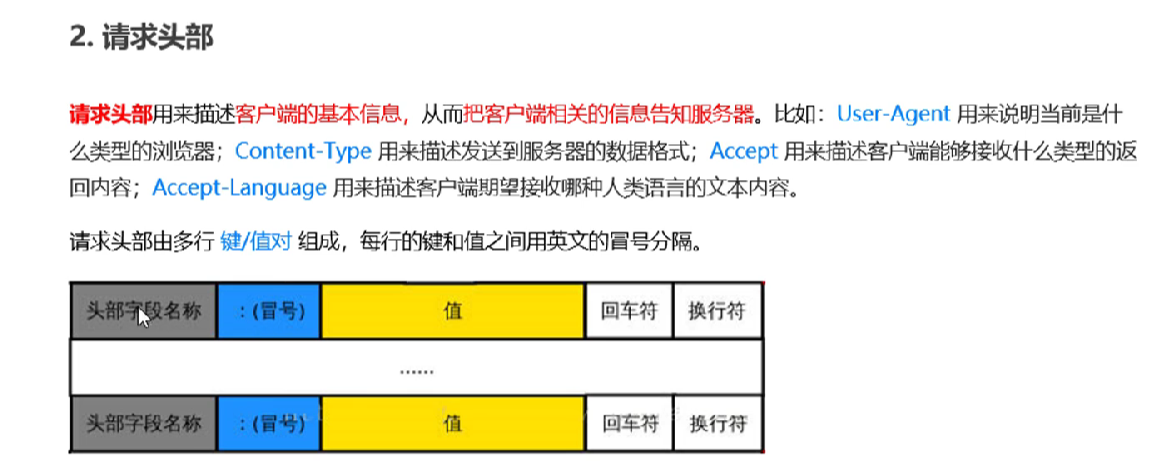 2. 请求头部
请求头部用来描述客户端的基本信息，从而把客户端相关的信息告知服务器。比如：User-Agent 用来说明当前是什
么类型的浏览器；Content-Type 用来描述发送到服务器的数据格式；Accept 用来描述客户端能够接收什么类型的返
回内容；Accept-Language 用来描述客户端期望接收哪种人类语言的文本内容。
请求头部由多行 键/值对 组成，每行的键和值之间用英文的冒号分隔。
头部字段名称 : (冒号) 值 回车符 换行符
......
头部字段名称 : (冒号) 值 回车符 换行符